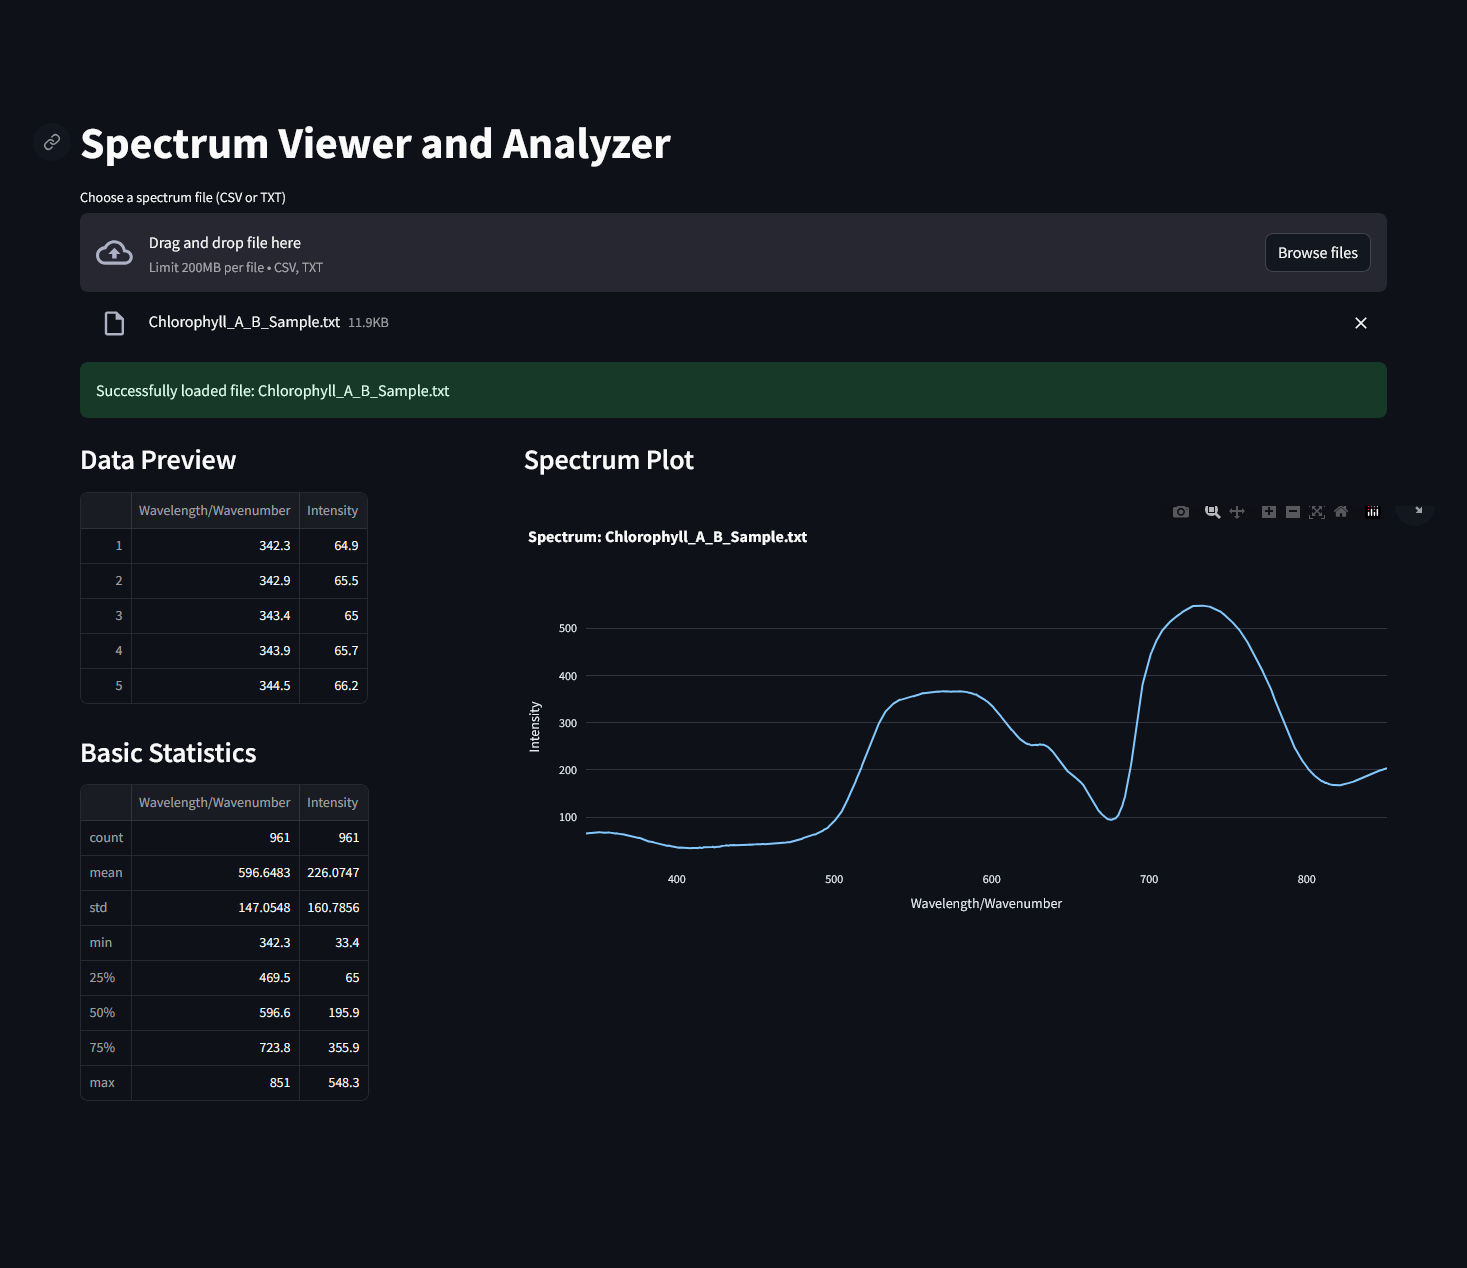 Spectrum Viewer and Analyzer
Choose a spectrum file (CSV or TXT)
Drag and drop file here
Limit 200MB per file • CSV, TXT
Browse files
Chlorophyll_A_B_Sample.txt 11.9KB
Successfully loaded file: Chlorophyll_A_B_Sample.txt
Data Preview
Wavelength/Wavenumber Intensity
1 342.3 64.9
2 342.9 65.5
3 343.4 65
4 343.9 65.7
5 344.5 66.2
Basic Statistics
Wavelength/Wavenumber Intensity
count 961 961
mean 596.6483 226.0747
std 147.0548 160.7856
min 342.3 33.4
25% 469.5 65
50% 596.6 195.9
75% 723.8 355.9
max 851 548.3
Spectrum Plot
Spectrum: Chlorophyll_A_B_Sample.txt
500
400
300
200
100
Intensity
400 500 600 700 800
Wavelength/Wavenumber